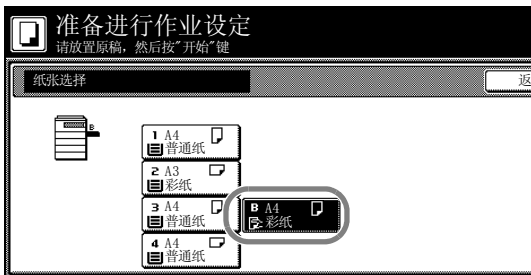 准备进行作业设定
请放置原稿，然后按"开始"键
纸张选择
返
B
1 A4
普通纸
2 A3
彩纸
3 A4
普通纸
B A4
彩纸
4 A4
普通纸